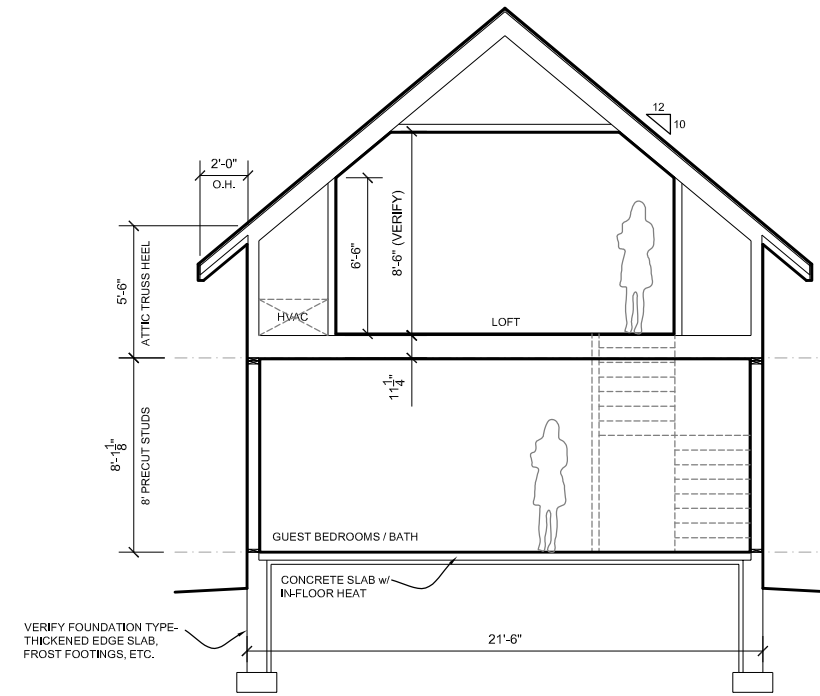 12
10
2'-0"
O.H.
5'-6"
ATTIC TRUSS HEEL
6'-6"
8'-6" (VERIFY)
HVAC
LOFT
11 1/4"
8'-1 1/8"
8' PRECUT STUDS
GUEST BEDROOMS / BATH
CONCRETE SLAB w/
IN-FLOOR HEAT
VERIFY FOUNDATION TYPE-
THICKENED EDGE SLAB,
FROST FOOTINGS, ETC.
21'-6"